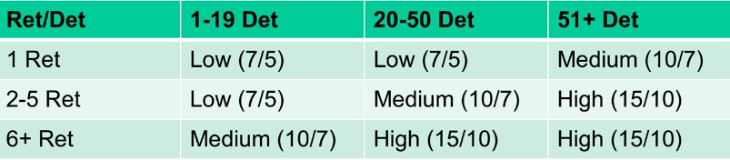 Ret/Det 1-19 Det 20-50 Det 51+ Det
1 Ret Low (7/5) Low (7/5) Medium (10/7)
2-5 Ret Low (7/5) Medium (10/7) High (15/10)
6+ Ret Medium (10/7) High (15/10) High (15/10)